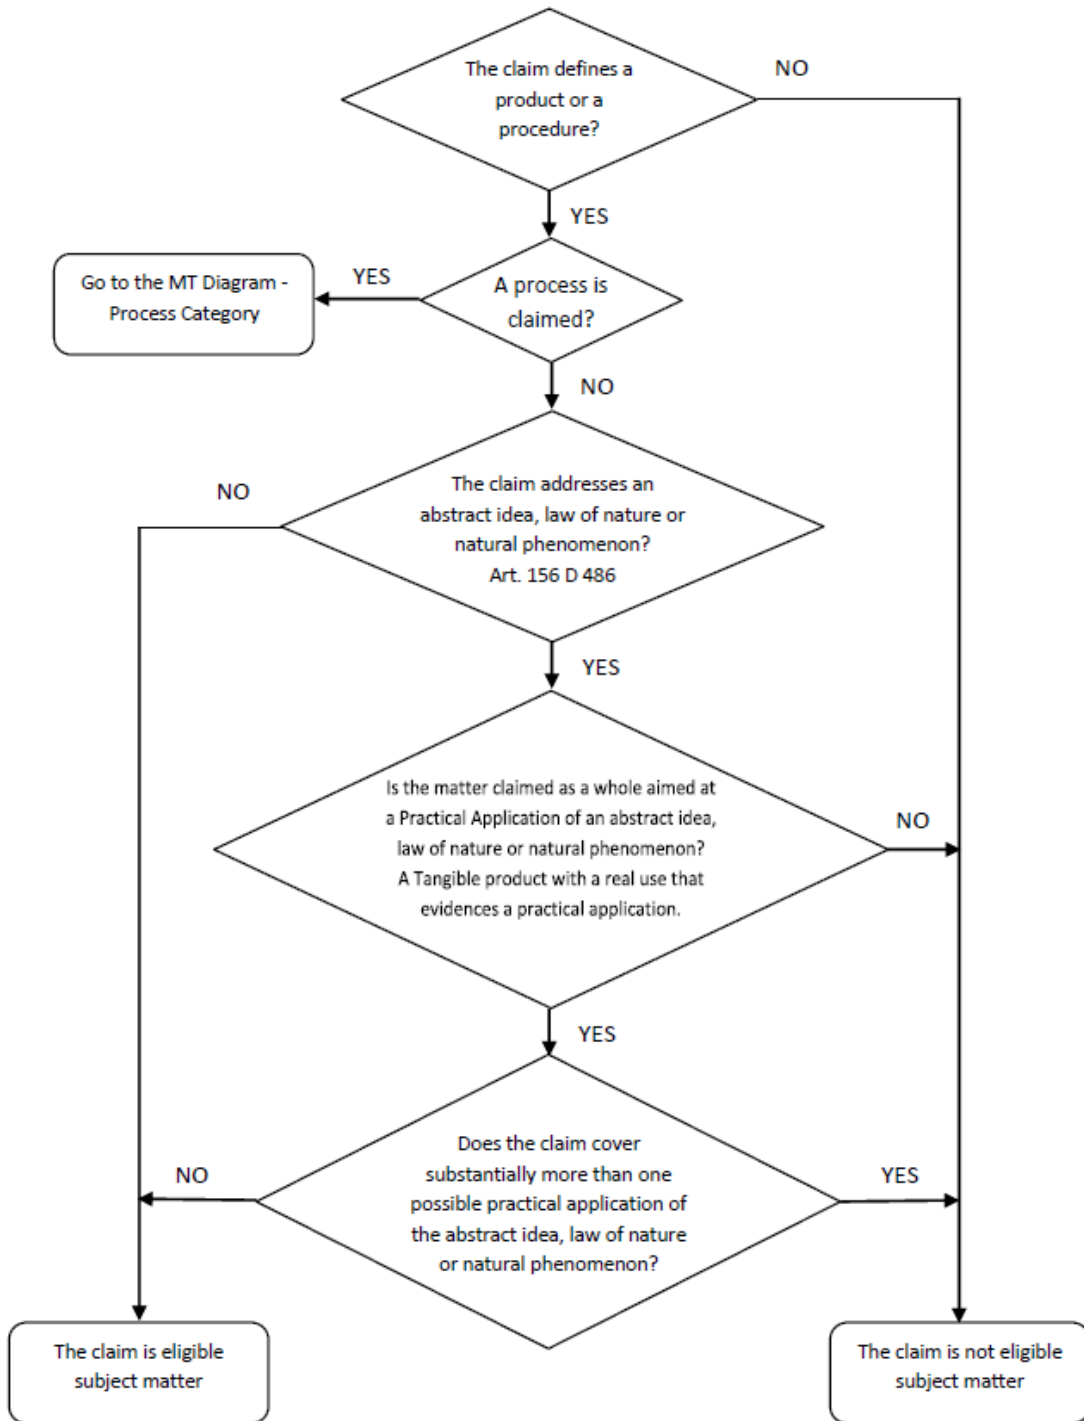 The claim defines a
product or a
procedure?
NO
YES
Go to the MT Diagram -
Process Category
YES
A process is
claimed?
NO
NO
The claim addresses an
abstract idea, law of nature or
natural phenomenon?
Art. 156 D 486
YES
Is the matter claimed as a whole aimed at
a Practical Application of an abstract idea,
law of nature or natural phenomenon?
A Tangible product with a real use that
evidences a practical application.
NO
YES
NO
Does the claim cover
substantially more than one
possible practical application of
the abstract idea, law of nature
or natural phenomenon?
YES
The claim is eligible
subject matter
The claim is not eligible
subject matter